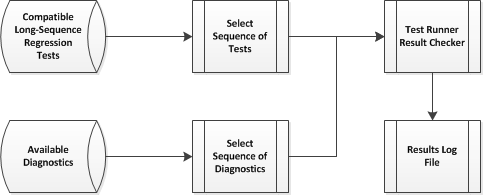 Compatible
Long-Sequence
Regression
Tests
Select
Sequence of
Tests
Test Runner
Result Checker
Available
Diagnostics
Select
Sequence of
Diagnostics
Results Log
File